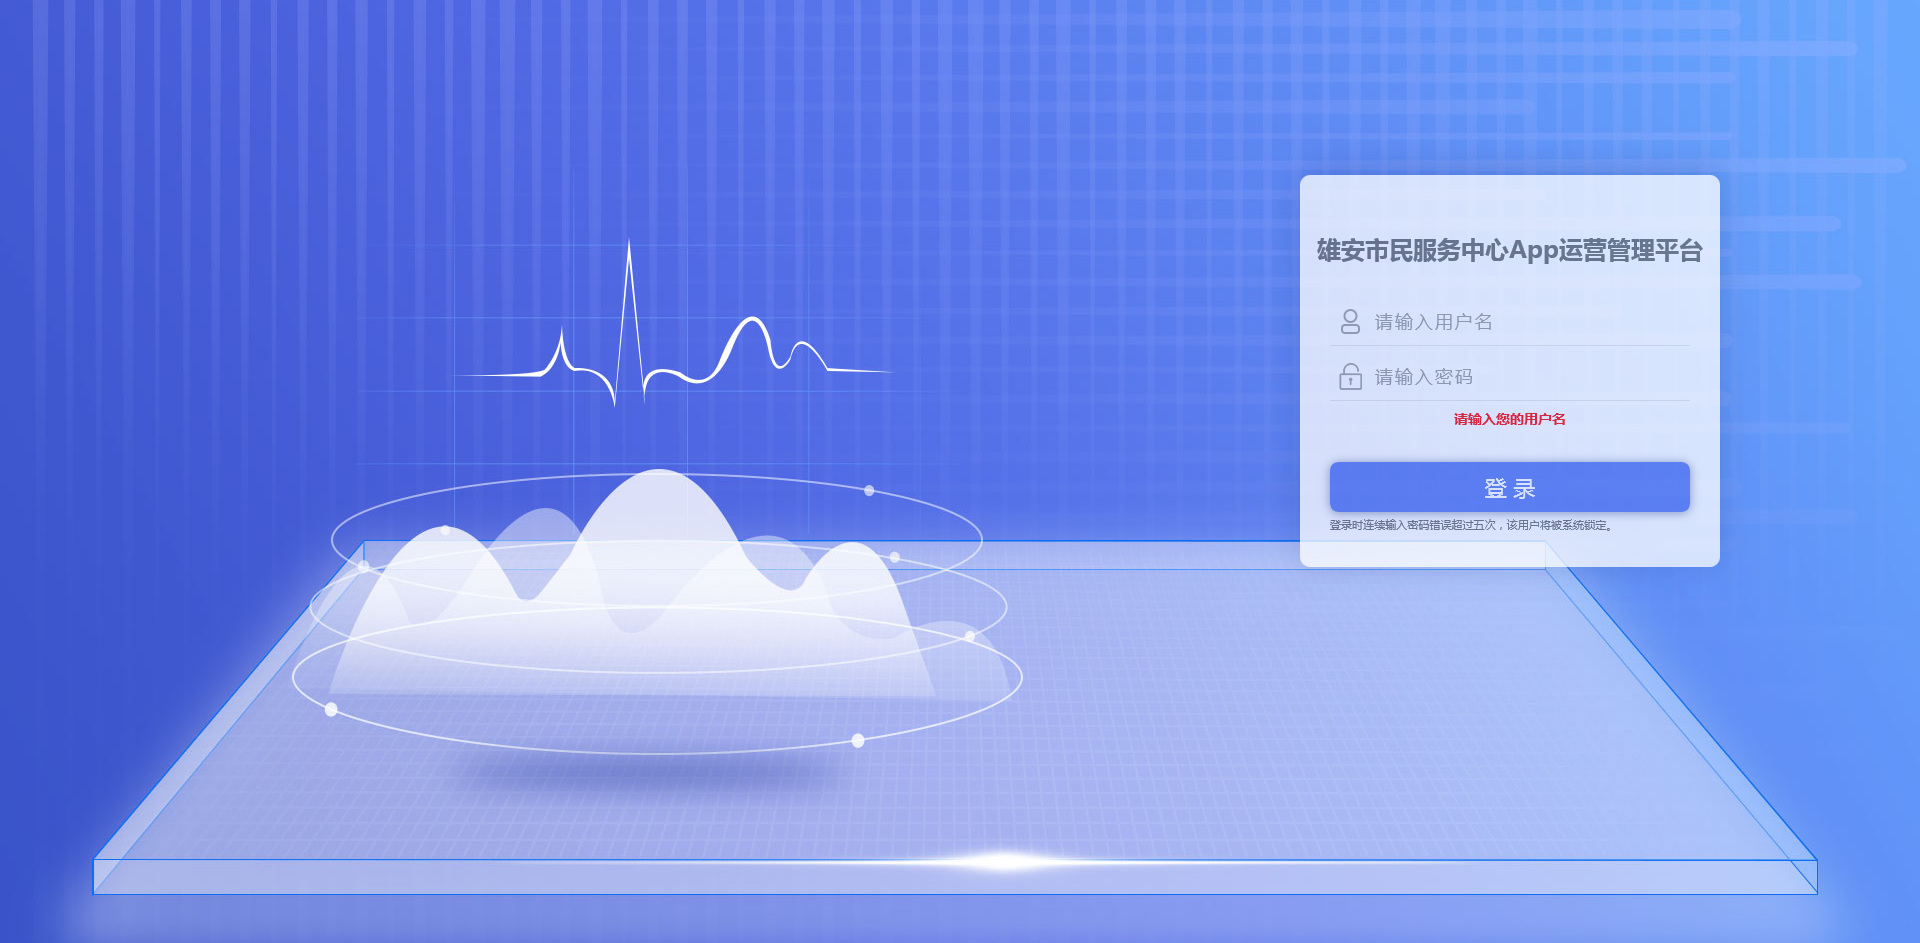 雄安市民服务中心App运营管理平台
请输入用户名
请输入密码
请输入您的用户名
登录
登录时连续输入密码错误超过五次，该用户将被系统锁定。